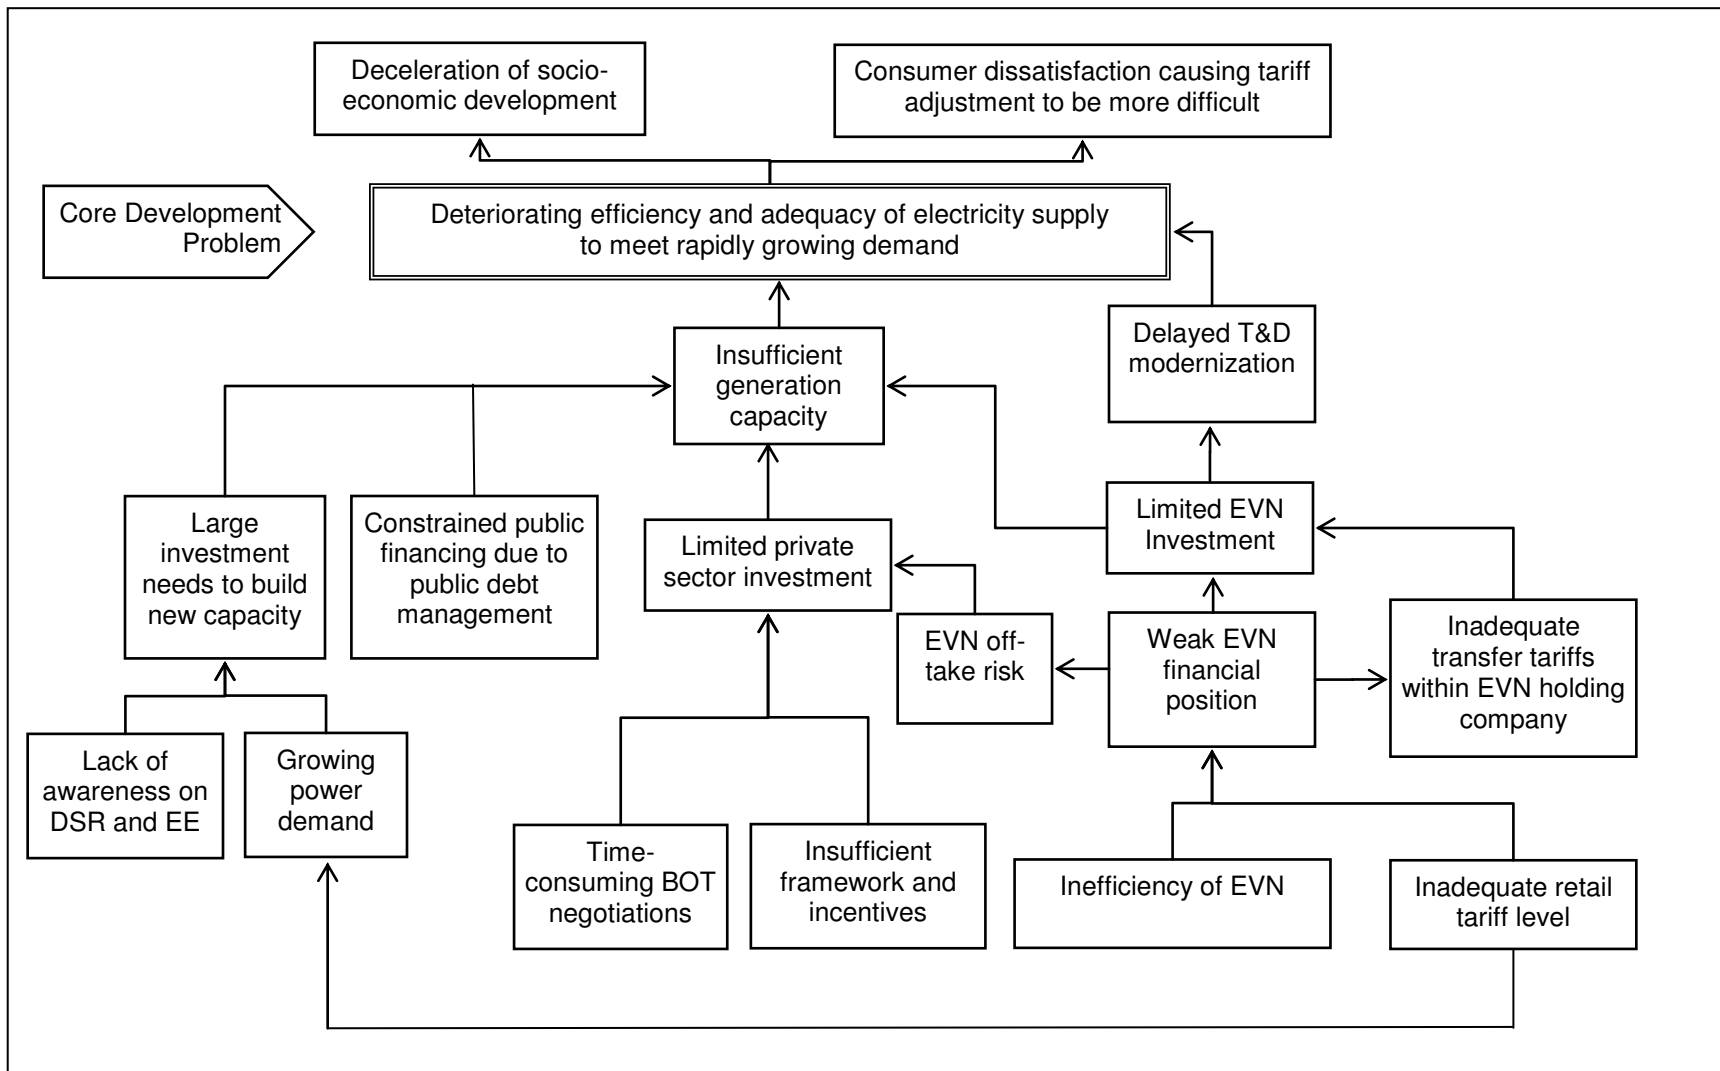 Deceleration of socio-
economic development
Consumer dissatisfaction causing tariff
adjustment to be more difficult
Core Development
Problem
Deteriorating efficiency and adequacy of electricity supply
to meet rapidly growing demand
Insufficient
generation
capacity
Delayed T&D
modernization
Large
investment
needs to build
new capacity
Constrained public
financing due to
public debt
management
Limited private
sector investment
Limited EVN
Investment
EVN off-
take risk
Weak EVN
financial
position
Inadequate
transfer tariffs
within EVN holding
company
Lack of
awareness on
DSR and EE
Growing
power
demand
Time-
consuming BOT
negotiations
Insufficient
framework and
incentives
Inefficiency of EVN
Inadequate retail
tariff level